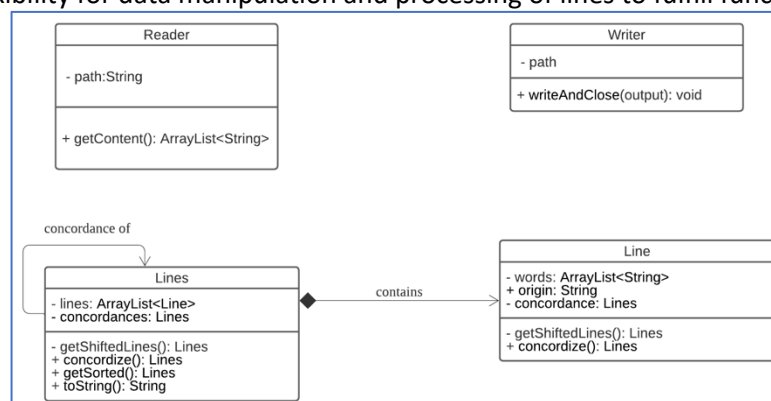 Reader
- path:String
+ getContent(): ArrayList<String>
Writer
- path
+ writeAndClose(output): void
concordance of
Lines
- lines: ArrayList<Line>
- concordances: Lines
- getShiftedLines(): Lines
+ concordize(): Lines
+ getSorted(): Lines
+ toString(): String
contains
Line
- words: ArrayList<String>
+ origin: String
- concordance: Lines
- getShiftedLines(): Lines
+ concordize(): Lines